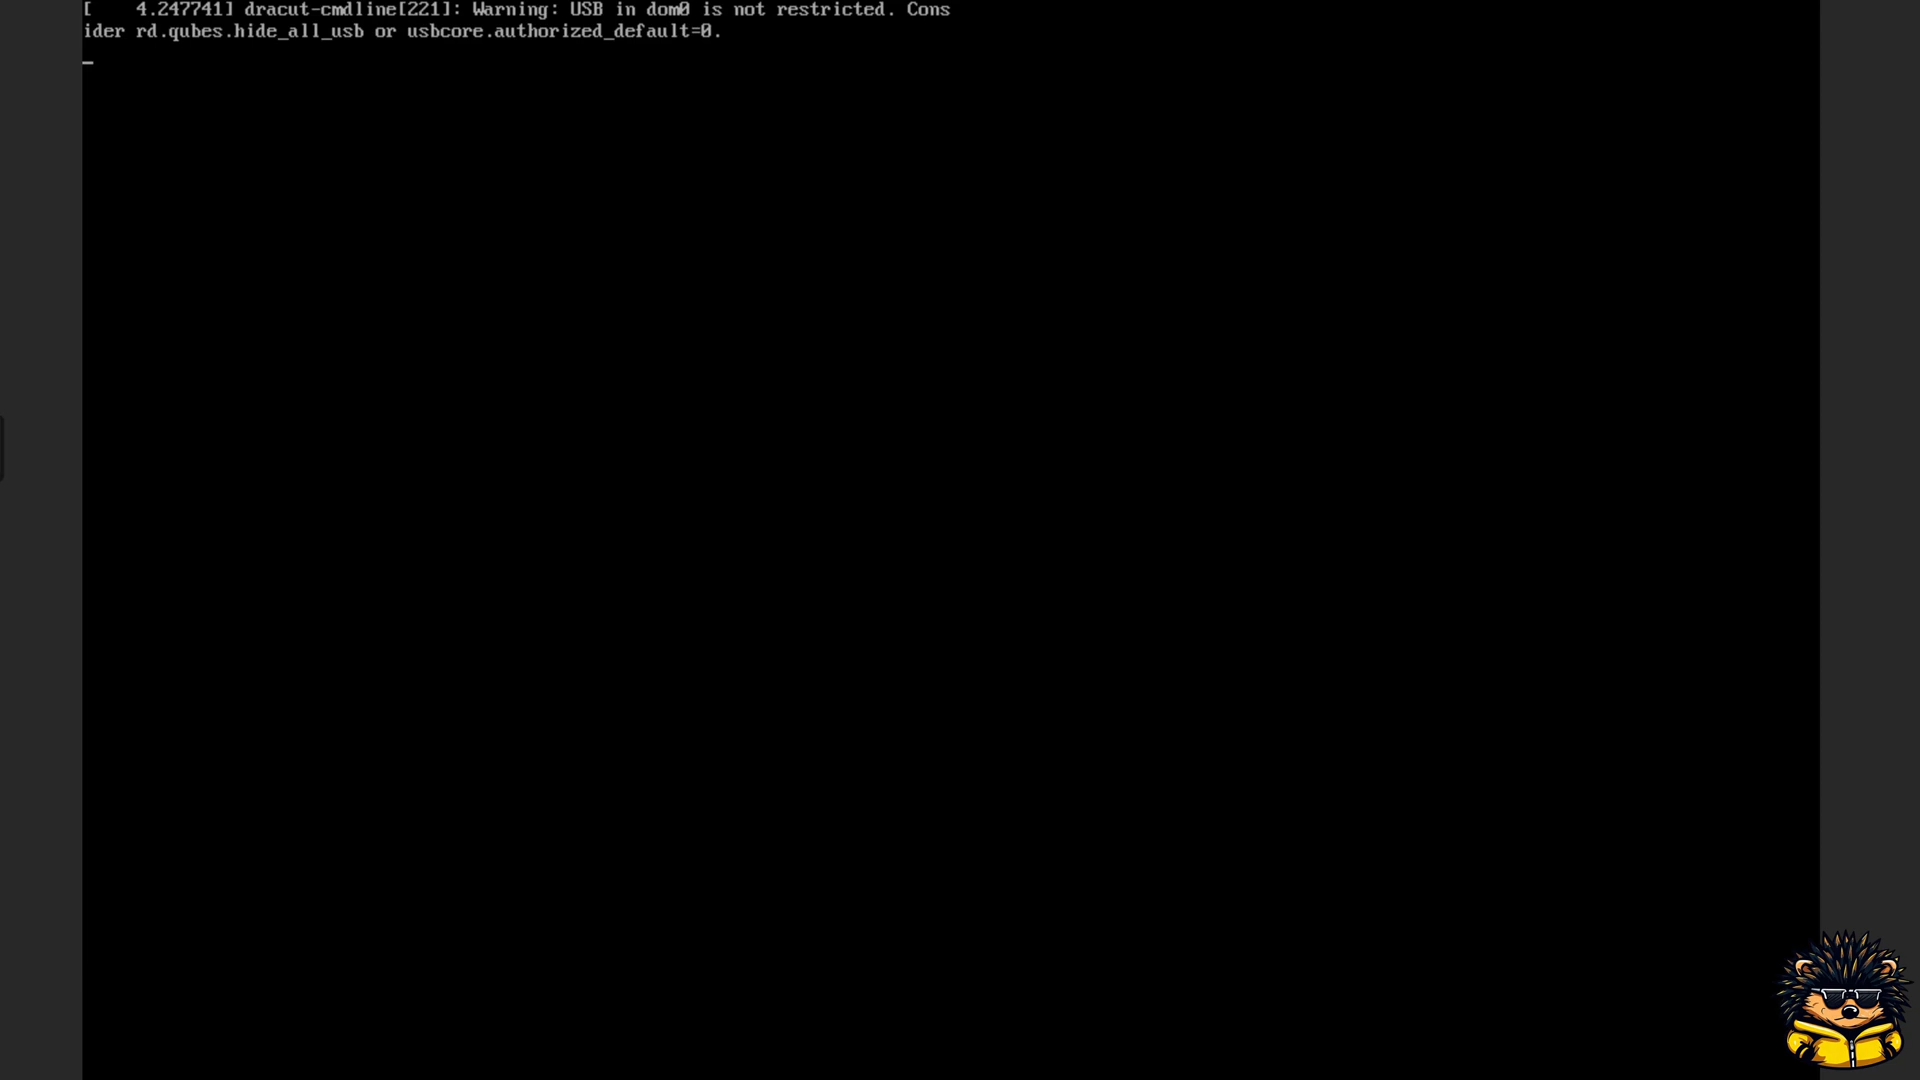 [    4.247741] dracut-cmdline[221]: Warning: USB in dom0 is not restricted. Cons
ider rd.qubes.hide_all_usb or usbcore.authorized_default=0.